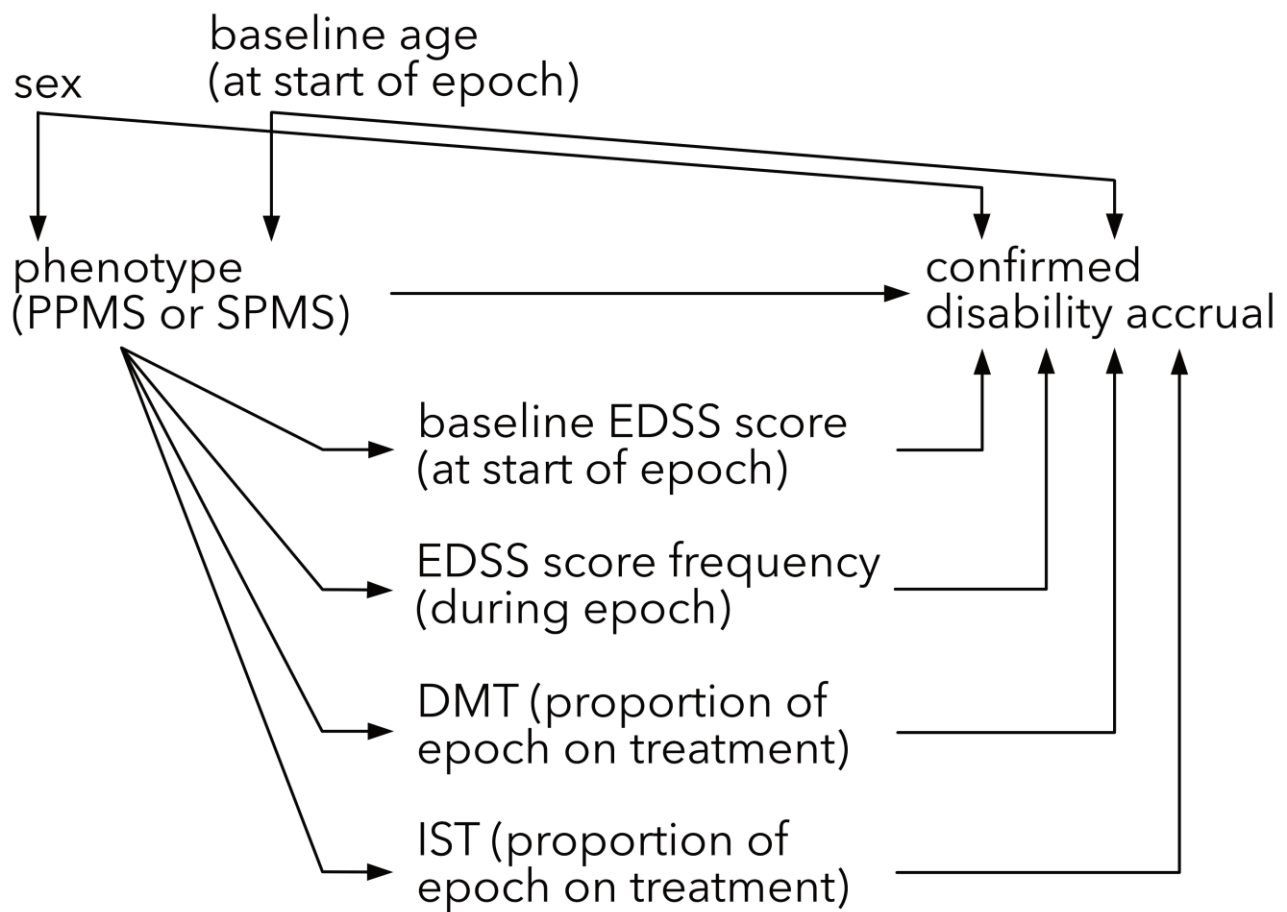 baseline age
(at start of epoch)
sex
phenotype
(PPMS or SPMS)
confirmed
disability accrual
baseline EDSS score
(at start of epoch)
EDSS score frequency
(during epoch)
DMT (proportion of
epoch on treatment)
IST (proportion of
epoch on treatment)